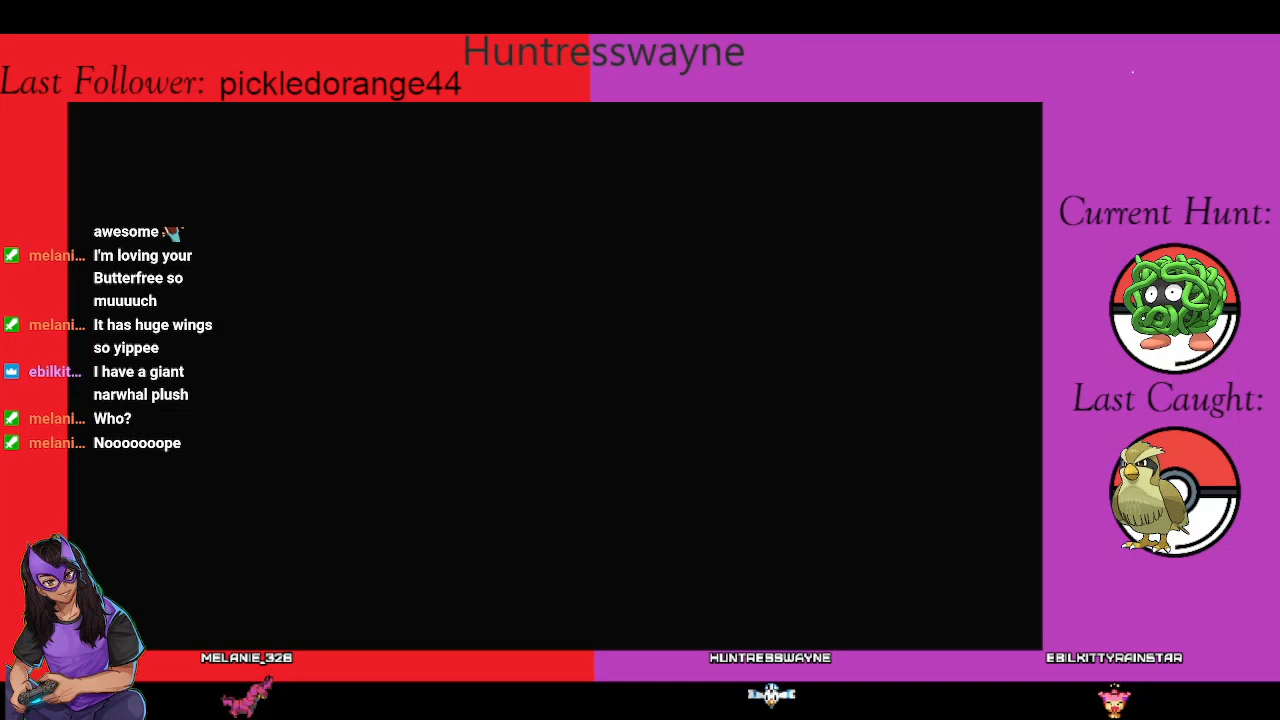 Huntresswayne
Last Follower: pickledorange44
awesome
melani... I'm loving your
Butterfree so
muuuuch
melani... It has huge wings
so yippee
ebilkit... I have a giant
narwhal plush
melani... Who?
melani... Nooooooope
Current Hunt:
Last Caught:
MELANIE_328
HUNTRESSWAYNE
EBILKITTYRAINSTAR